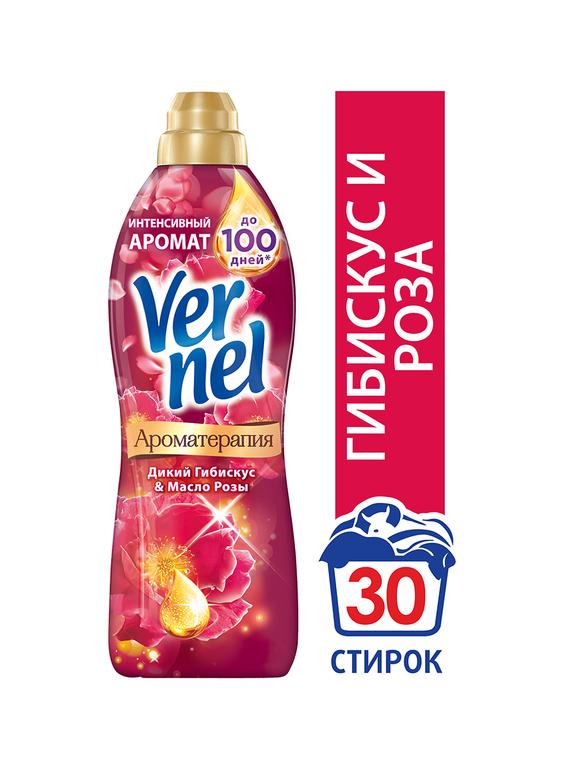 ИНТЕНСИВНЫЙ
АРОМАТ
до
100
дней*
Ver
nel
Ароматерапия
Дикий Гибискус
& Масло Розы
ГИБИСКУС И
РОЗА
30
СТИРОК